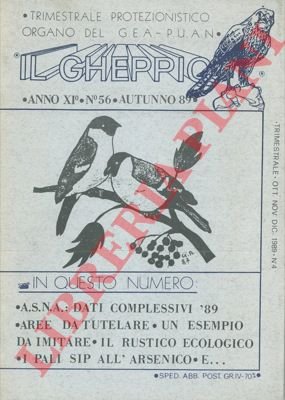 •TRIMESTRALE PROTEZIONISTICO
ORGANO DEL G.E.A.-P.U.A.N.•
IL GHEPPIO
•ANNO XI°•N°56•AUTUNNO 89•
•TRIMESTRALE•OTT. NOV. DIC. 1989•N°4
G.R. 87
IN QUESTO NUMERO:
•A.S.N.A.: DATI COMPLESSIVI '89
•AREE DA TUTELARE•UN ESEMPIO
DA IMITARE•IL RUSTICO ECOLOGICO
•I PALI SIP ALL'ARSENICO•E...
•SPED. ABB. POST. GR.IV-70%•
LIBRERIA PIANI